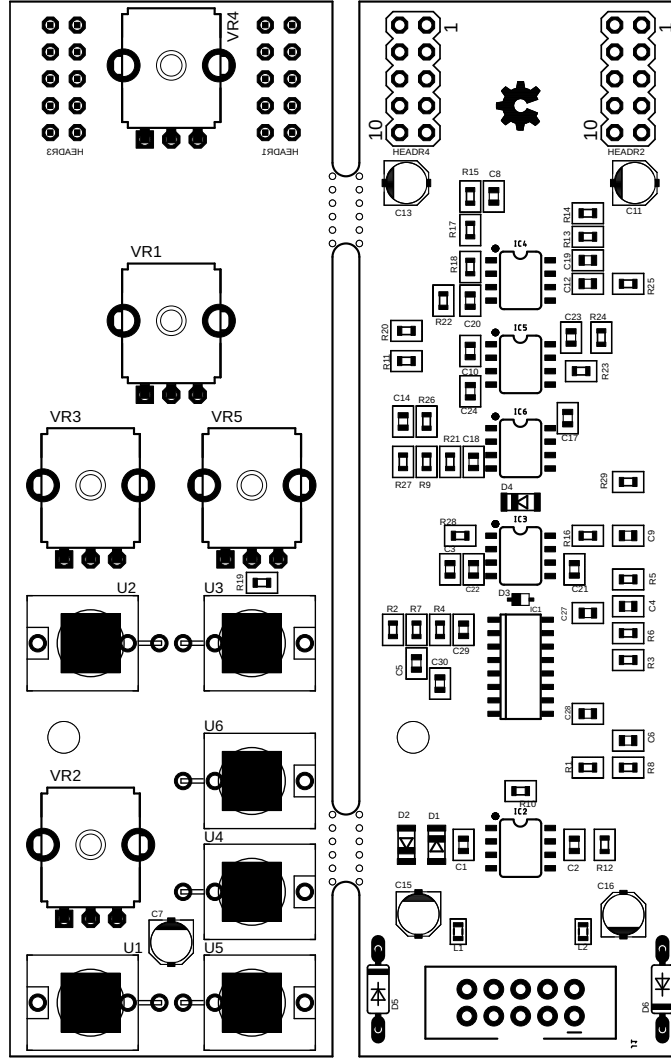 VR4
1
1
10
10
HEADR3
HEADR1
HEADR4
HEADR2
R15
C8
C13
C11
R17
R14
R13
IC4
R18
C19
C12
R25
VR1
R22
C20
R20
IC5
C23
R24
R11
C10
R23
C24
VR3
VR5
C14
R26
IC6
C17
R21
C18
R27
R9
R29
D4
IC3
R28
R16
C9
C3
C22
C21
R19
R5
U2
U3
D3
IC1
C4
C27
R2
R7
R4
C29
R6
C5
C30
R3
C28
U6
C6
VR2
R1
R8
R10
IC2
D2
D1
U4
C1
C2
R12
C15
C16
C7
U1
U5
L1
L2
D5
D6
J1